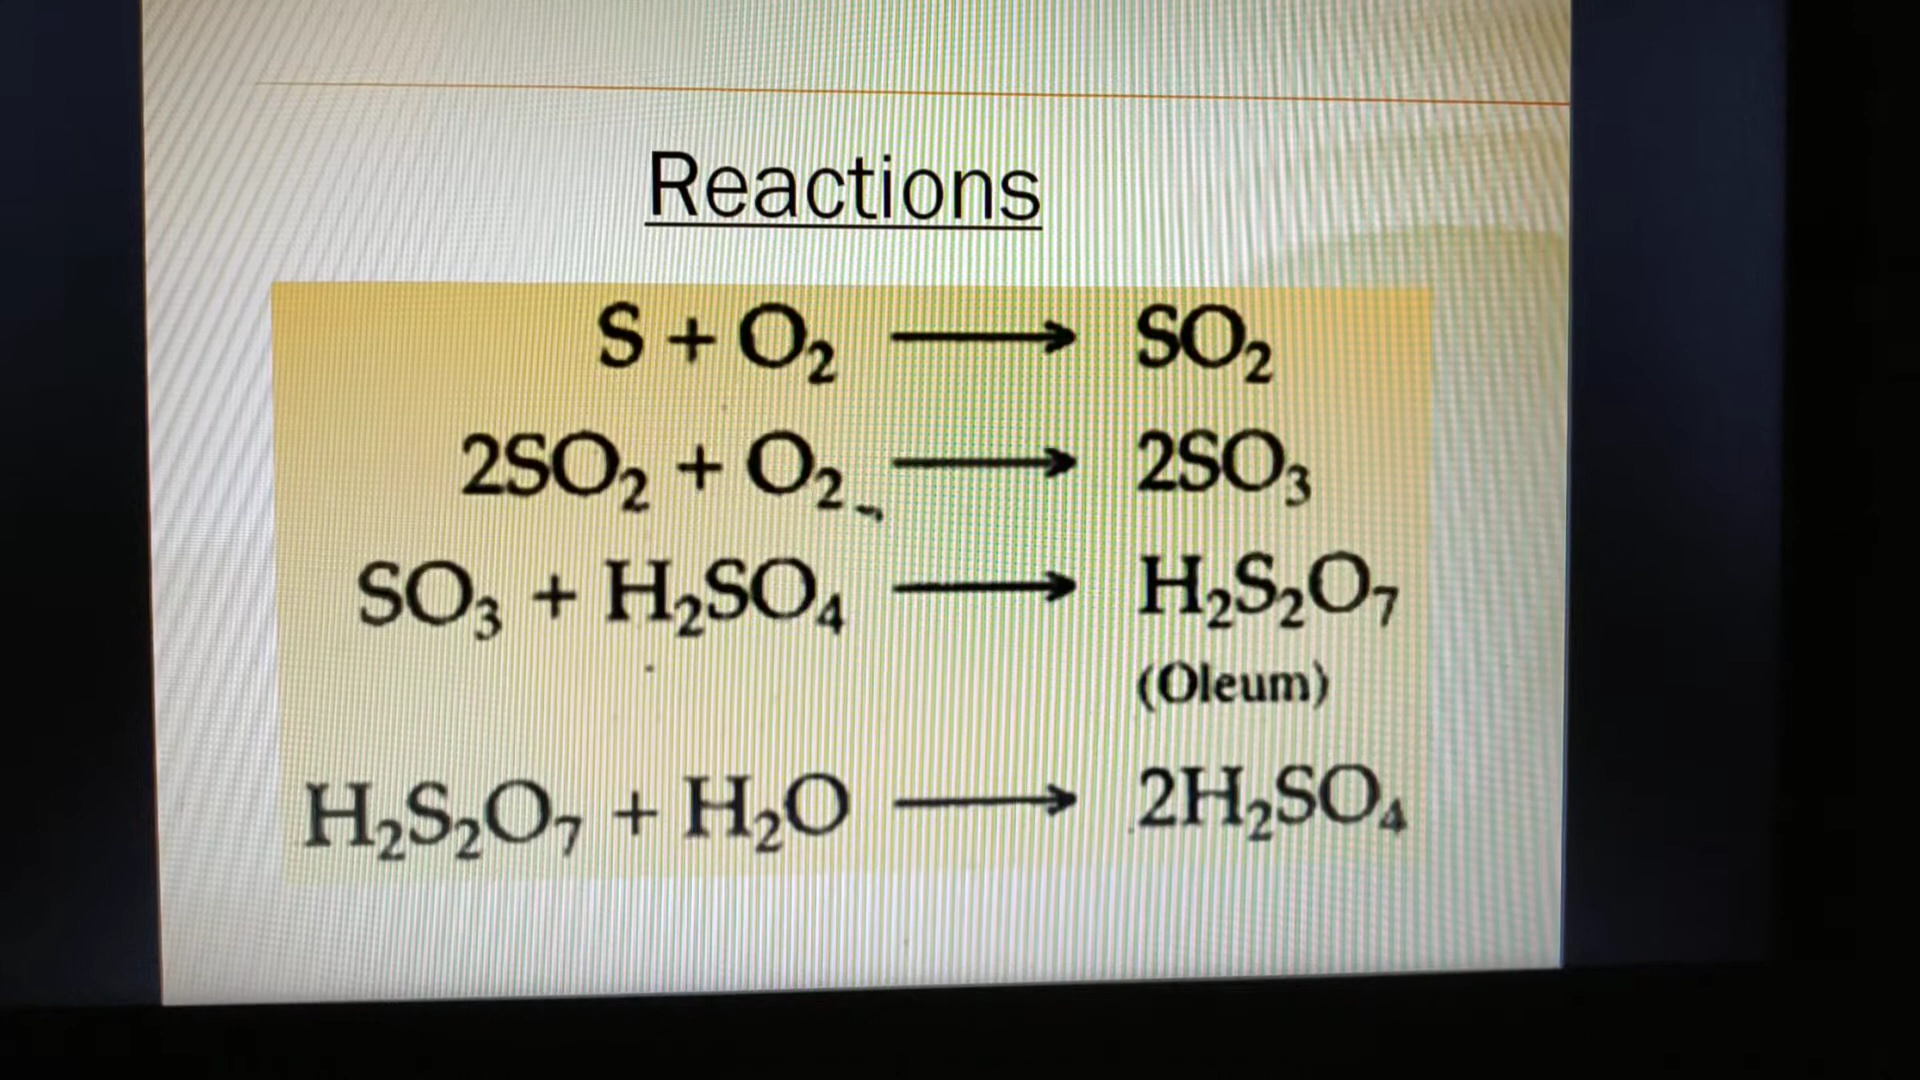 Reactions
S + O₂ ⟶ SO₂
2SO₂ + O₂ ⟶ 2SO₃
SO₃ + H₂SO₄ ⟶ H₂S₂O₇
(Oleum)
H₂S₂O₇ + H₂O ⟶ 2H₂SO₄